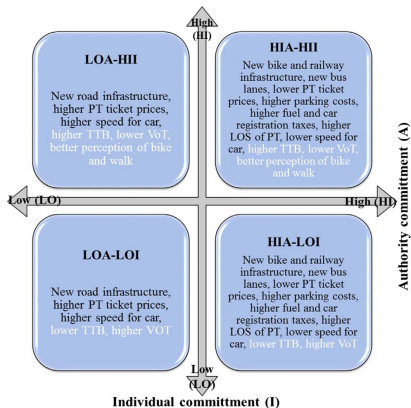 High
(HI)
LOA-HII
New road infrastructure,
higher PT ticket prices,
higher speed for car,
higher TTB, lower VoT,
better perception of bike
and walk
HIA-HII
New bike and railway
infrastructure, new bus
lanes, lower PT ticket
prices, higher parking costs,
higher fuel and car
registration taxes, higher
LOS of PT, lower speed for
car, higher TTB, lower VoT,
better perception of bike
and walk
Low (LO)
High (HI)
LOA-LOI
New road infrastructure,
higher PT ticket prices,
higher speed for car,
lower TTB, higher VOT
HIA-LOI
New bike and railway
infrastructure, new bus
lanes, lower PT ticket
prices, higher parking costs,
higher fuel and car
registration taxes, higher
LOS of PT, lower speed for
car, lower TTB, higher VoT
Low
(LO)
Individual committment (I)
Authority committment (A)